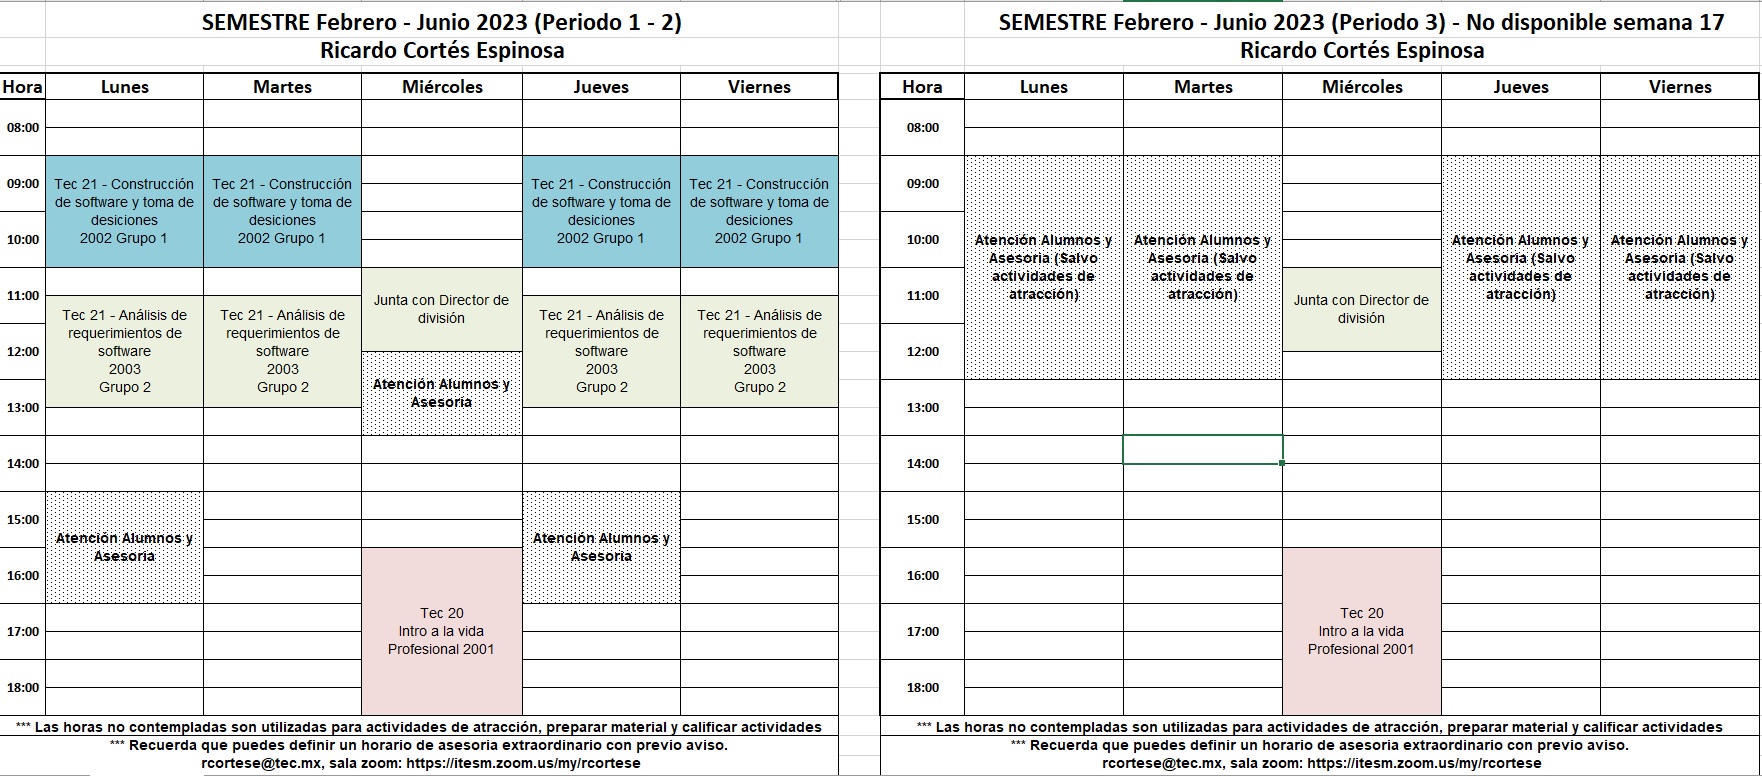 SEMESTRE Febrero - Junio 2023 (Periodo 1 - 2)
Ricardo Cortés Espinosa
Hora Lunes Martes Miércoles Jueves Viernes
08:00
09:00
10:00
11:00
12:00
13:00
14:00
15:00
16:00
17:00
18:00
Tec 21 - Construcción
de software y toma de
desiciones
2002 Grupo 1
Tec 21 - Análisis de
requerimientos de
software
2003
Grupo 2
Atención Alumnos y
Asesoria
Tec 21 - Construcción
de software y toma de
desiciones
2002 Grupo 1
Tec 21 - Análisis de
requerimientos de
software
2003
Grupo 2
Junta con Director de
división
Atención Alumnos y
Asesoria
Tec 20
Intro a la vida
Profesional 2001
Tec 21 - Construcción
de software y toma de
desiciones
2002 Grupo 1
Tec 21 - Análisis de
requerimientos de
software
2003
Grupo 2
Atención Alumnos y
Asesoria
Tec 21 - Construcción
de software y toma de
desiciones
2002 Grupo 1
Tec 21 - Análisis de
requerimientos de
software
2003
Grupo 2
*** Las horas no contempladas son utilizadas para actividades de atracción, preparar material y calificar actividades
*** Recuerda que puedes definir un horario de asesoria extraordinario con previo aviso.
rcortese@tec.mx, sala zoom: https://itesm.zoom.us/my/rcortese
SEMESTRE Febrero - Junio 2023 (Periodo 3) - No disponible semana 17
Ricardo Cortés Espinosa
Hora Lunes Martes Miércoles Jueves Viernes
08:00
09:00
10:00
11:00
12:00
13:00
14:00
15:00
16:00
17:00
18:00
Atención Alumnos y
Asesoria (Salvo
actividades de
atracción)
Atención Alumnos y
Asesoria (Salvo
actividades de
atracción)
Junta con Director de
división
Tec 20
Intro a la vida
Profesional 2001
Atención Alumnos y
Asesoria (Salvo
actividades de
atracción)
Atención Alumnos y
Asesoria (Salvo
actividades de
atracción)
*** Las horas no contempladas son utilizadas para actividades de atracción, preparar material y calificar actividades
*** Recuerda que puedes definir un horario de asesoria extraordinario con previo aviso.
rcortese@tec.mx, sala zoom: https://itesm.zoom.us/my/rcortese